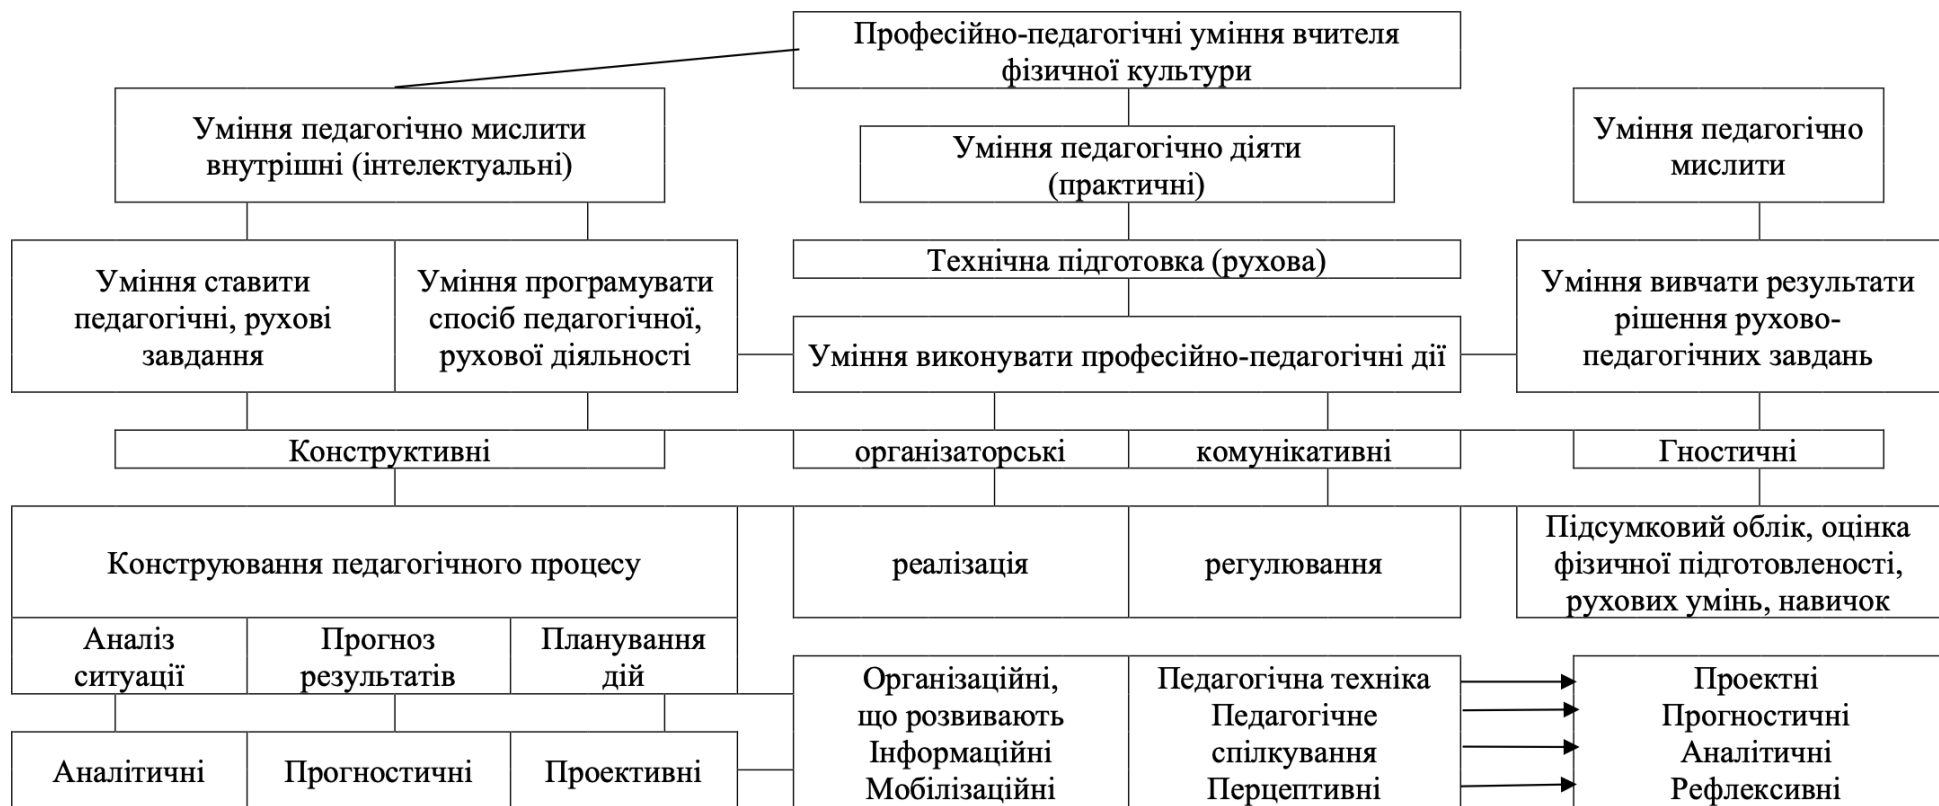 Професійно-педагогічні уміння вчителя
фізичної культури
Уміння педагогічно мислити
внутрішні (інтелектуальні)
Уміння педагогічно діяти
(практичні)
Уміння педагогічно
мислити
Уміння ставити
педагогічні, рухові
завдання
Уміння програмувати
спосіб педагогічної,
рухової діяльності
Технічна підготовка (рухова)
Уміння виконувати професійно-педагогічні дії
Уміння вивчати результати
рішення рухово-
педагогічних завдань
Конструктивні
організаторські
комунікативні
Гностичні
Конструювання педагогічного процесу
реалізація
регулювання
Підсумковий облік, оцінка
фізичної підготовленості,
рухових умінь, навичок
Аналіз
ситуації
Прогноз
результатів
Планування
дій
Організаційні,
що розвивають
Інформаційні
Мобілізаційні
Педагогічна техніка
Педагогічне
спілкування
Перцептивні
Проектні
Прогностичні
Аналітичні
Рефлексивні
Аналітичні
Прогностичні
Проективні